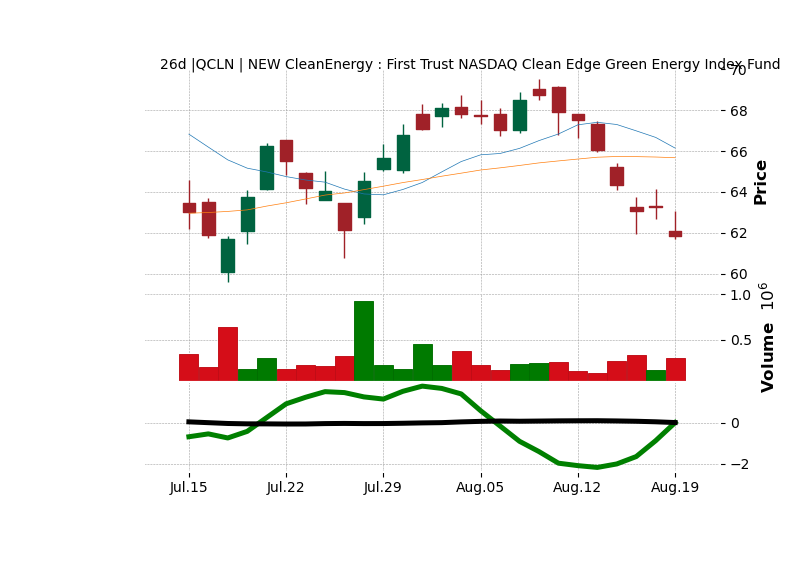 26d |QCLN | NEW CleanEnergy : First Trust NASDAQ Clean Edge Green Energy Index Fund
70
68
66
64
62
60
Price
1.0
0.5
Volume 10^6
0
−2
Jul.15 Jul.22 Jul.29 Aug.05 Aug.12 Aug.19